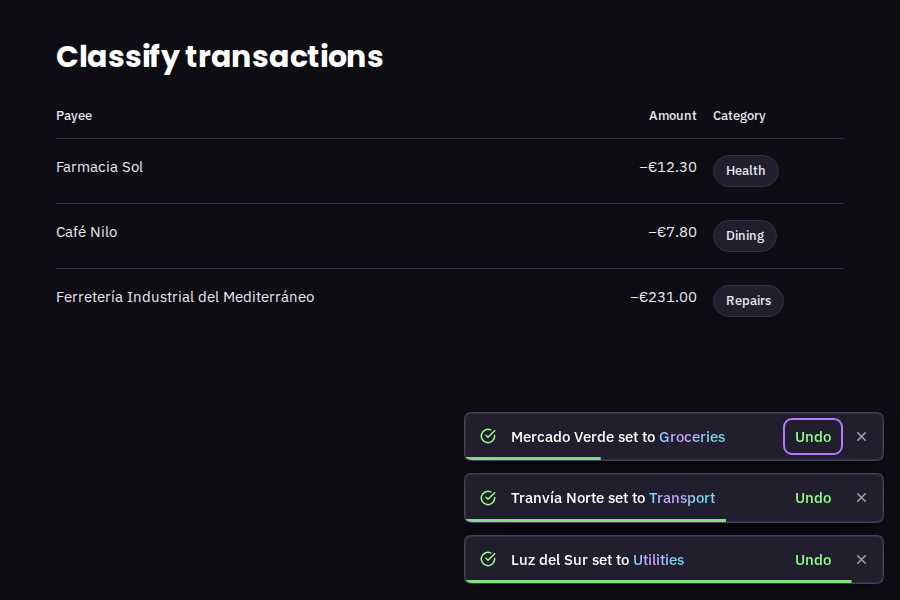 Classify transactions
Payee Amount Category
Farmacia Sol −€12.30 Health
Café Nilo −€7.80 Dining
Ferretería Industrial del Mediterráneo −€231.00 Repairs
Mercado Verde set to Groceries Undo
Tranvía Norte set to Transport Undo
Luz del Sur set to Utilities Undo